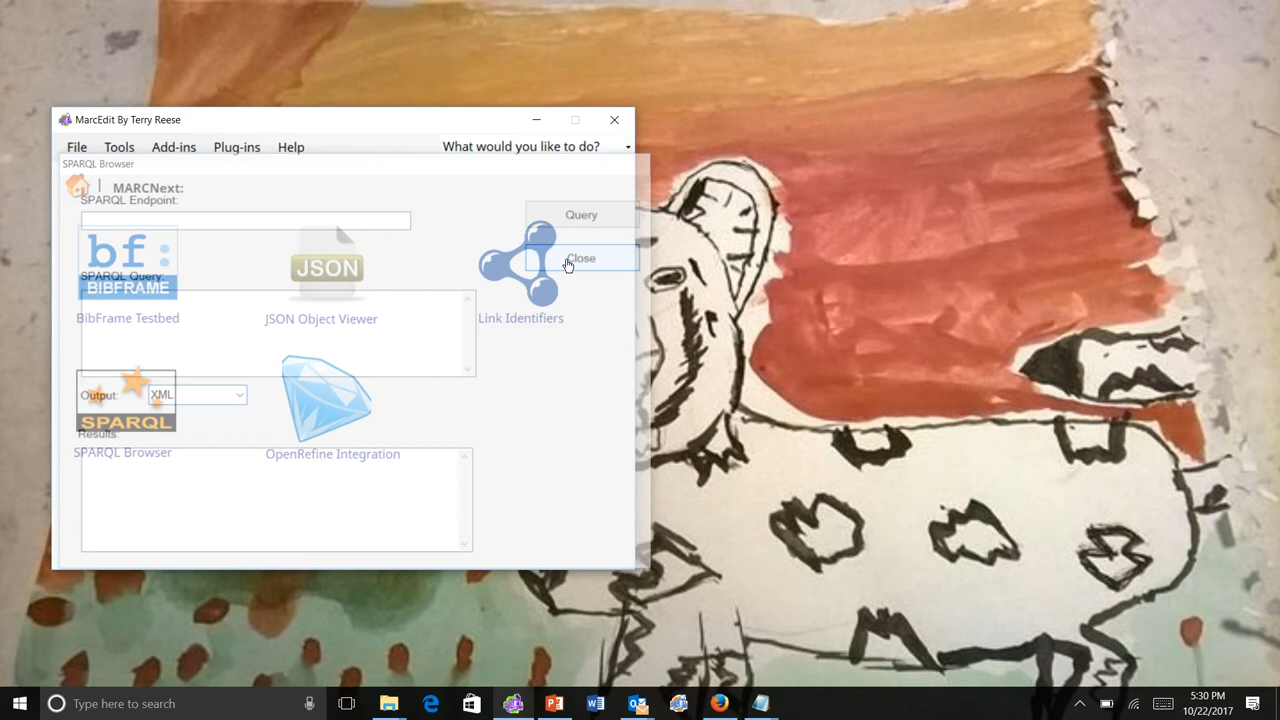 MarcEdit By Terry Reese
File Tools Add-ins Plug-ins Help What would you like to do?
SPARQL Browser
MARCNext:
SPARQL Endpoint:
Query
Close
bf:
BIBFRAME
JSON
SPARQL Query:
BibFrame Testbed
JSON Object Viewer
Link Identifiers
Output: XML
SPARQL
Results:
SPARQL Browser
OpenRefine Integration
Type here to search
5:30 PM
10/22/2017